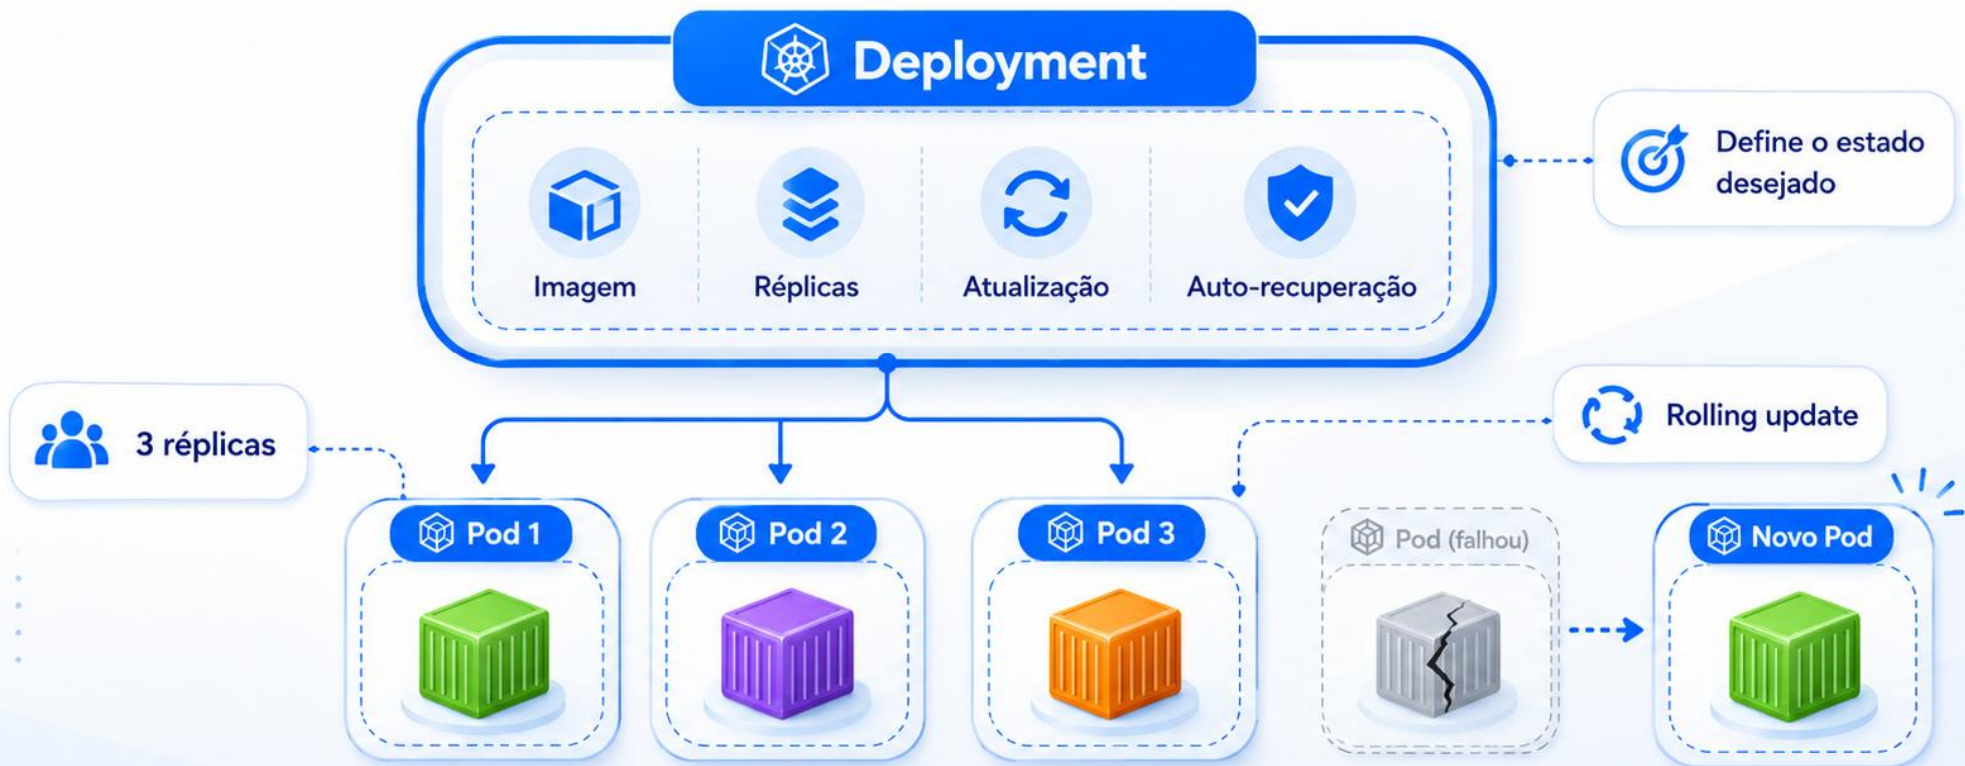 Deployment
Imagem
Réplicas
Atualização
Auto-recuperação
Define o estado
desejado
3 réplicas
Rolling update
Pod 1
Pod 2
Pod 3
Pod (falhou)
Novo Pod